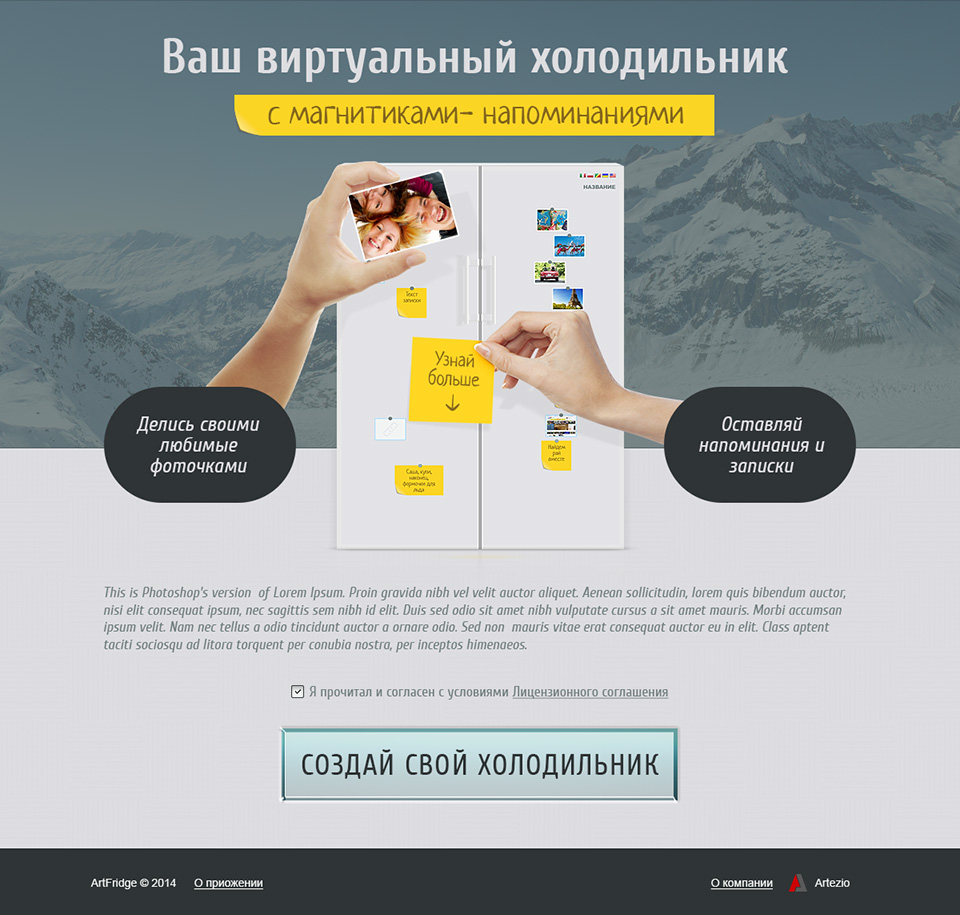 Ваш виртуальный холодильник
с магнитиками- напоминаниями
НАЗВАНИЕ
Текст
записки
Узнай
больше
Найдем
рай
вместе
Саша, купи,
наконец,
формочки для
льда
Делись своими
любимые
фоточками
Оставляй
напоминания и
записки
This is Photoshop's version of Lorem Ipsum. Proin gravida nibh vel velit auctor aliquet. Aenean sollicitudin, lorem quis bibendum auctor,
nisi elit consequat ipsum, nec sagittis sem nibh id elit. Duis sed odio sit amet nibh vulputate cursus a sit amet mauris. Morbi accumsan
ipsum velit. Nam nec tellus a odio tincidunt auctor a ornare odio. Sed non mauris vitae erat consequat auctor eu in elit. Class aptent
taciti sociosqu ad litora torquent per conubia nostra, per inceptos himenaeos.
Я прочитал и согласен с условиями Лицензионного соглашения
СОЗДАЙ СВОЙ ХОЛОДИЛЬНИК
ArtFridge © 2014 О приожении
О компании Artezio